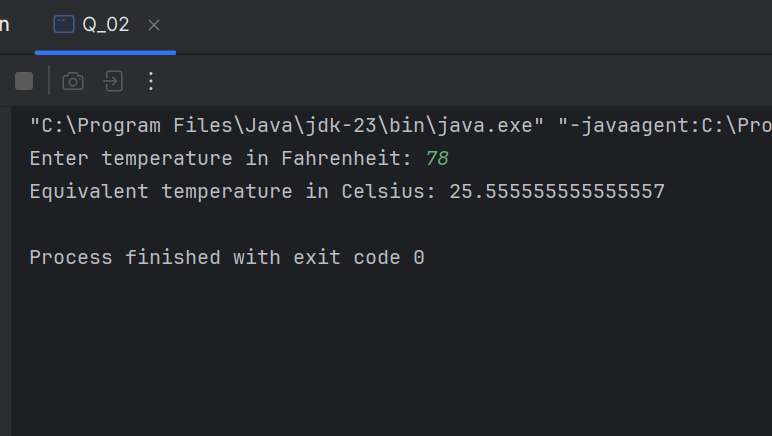 n
Q_02
"C:\Program Files\Java\jdk-23\bin\java.exe" "-javaagent:C:\Pro
Enter temperature in Fahrenheit: 78
Equivalent temperature in Celsius: 25.555555555555557
Process finished with exit code 0